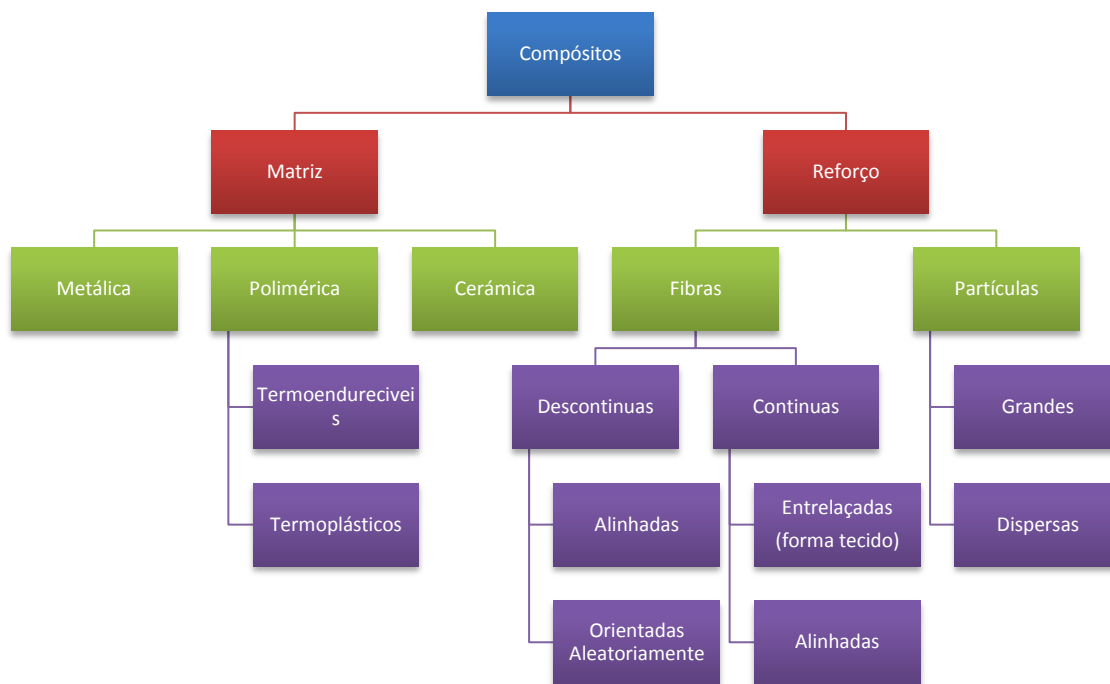 Compósitos
Matriz
Reforço
Metálica
Polimérica
Cerámica
Fibras
Partículas
Termoendurecivei
s
Descontinuas
Continuas
Grandes
Termoplásticos
Alinhadas
Entrelaçadas
(forma tecido)
Dispersas
Orientadas
Aleatoriamente
Alinhadas